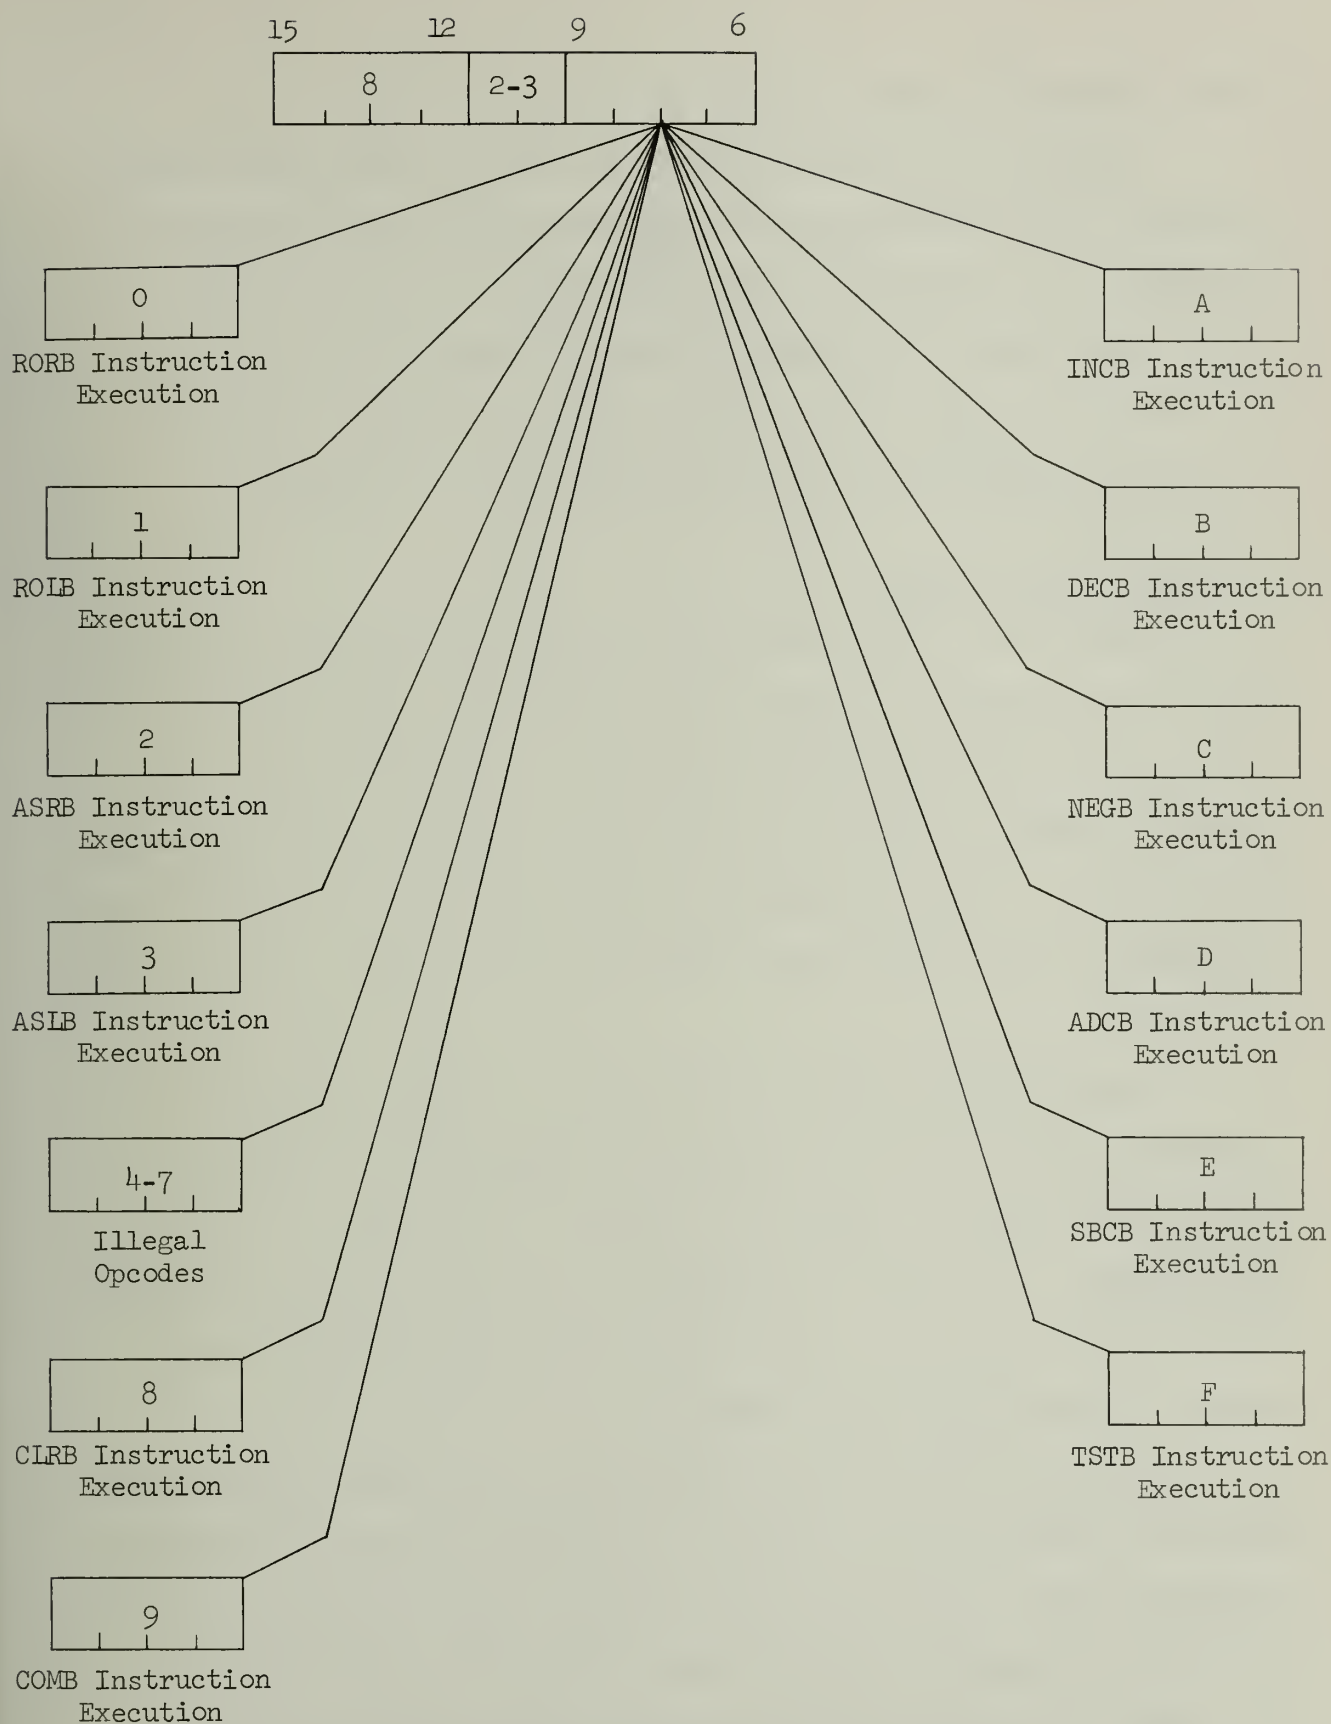 15 12 9 6
8 2-3
0
RORB Instruction
Execution
1
ROLB Instruction
Execution
2
ASRB Instruction
Execution
3
ASLB Instruction
Execution
4-7
Illegal
Opcodes
8
CLRB Instruction
Execution
9
COMB Instruction
Execution
A
INCB Instruction
Execution
B
DECB Instruction
Execution
C
NEGB Instruction
Execution
D
ADCB Instruction
Execution
E
SBCB Instruction
Execution
F
TSTB Instruction
Execution